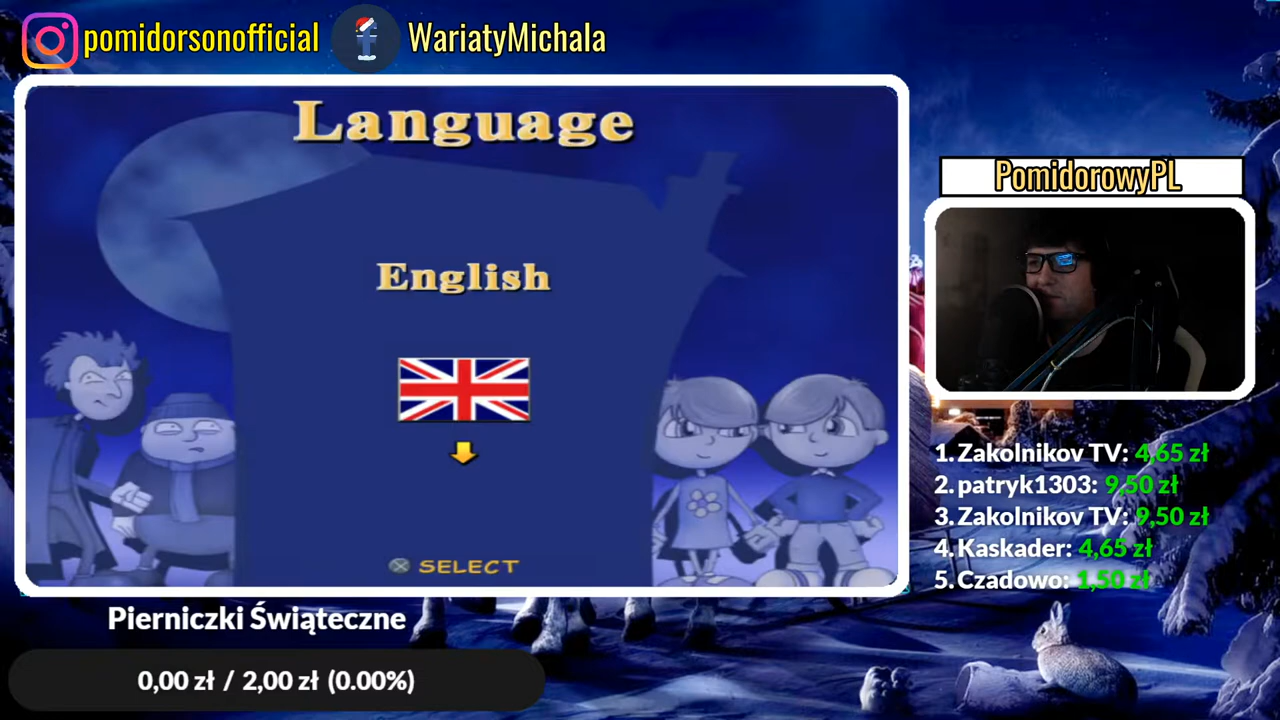 pomidorsonofficial
WariatyMichala
Language
English
SELECT
PomidorowyPL
1. Zakolnikov TV: 4,65 zł
2. patryk1303: 9,50 zł
3. Zakolnikov TV: 9,50 zł
4. Kaskader: 4,65 zł
5. Czadowo: 1,50 zł
Pierniczki Świąteczne
0,00 zł / 2,00 zł (0.00%)